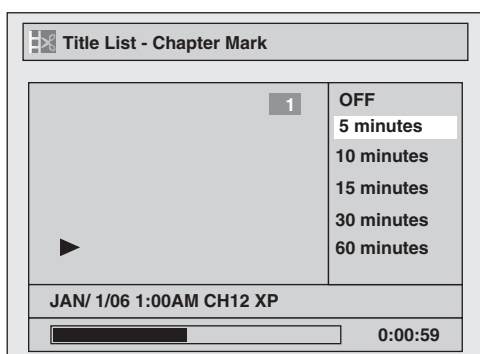 Title List - Chapter Mark
1
OFF
5 minutes
10 minutes
15 minutes
30 minutes
60 minutes
JAN/ 1/06 1:00AM CH12 XP
0:00:59